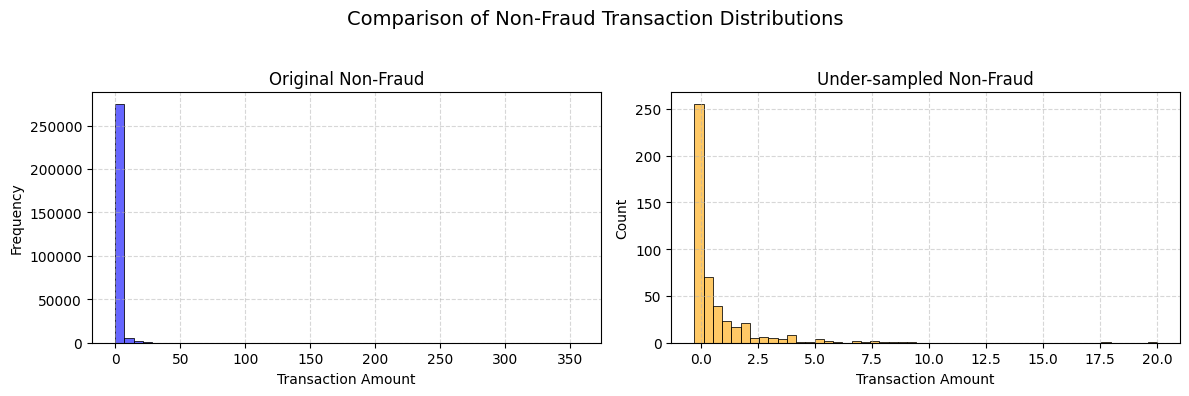 Comparison of Non-Fraud Transaction Distributions
Original Non-Fraud
Frequency
250000
200000
150000
100000
50000
0
0 50 100 150 200 250 300 350
Transaction Amount
Under-sampled Non-Fraud
Count
250
200
150
100
50
0
0.0 2.5 5.0 7.5 10.0 12.5 15.0 17.5 20.0
Transaction Amount